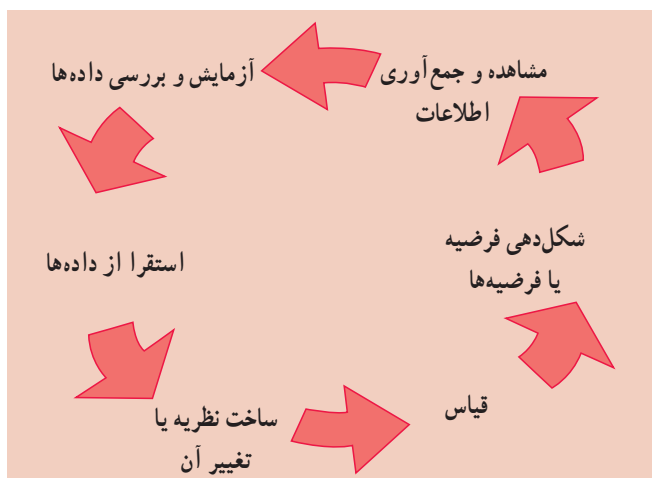 مشاهده و جمع‌آوری
اطلاعات
آزمایش و بررسی داده‌ها
استقرا از داده‌ها
ساخت نظریه یا
تغییر آن
قیاس
شکل‌دهی فرضیه
یا فرضیه‌ها